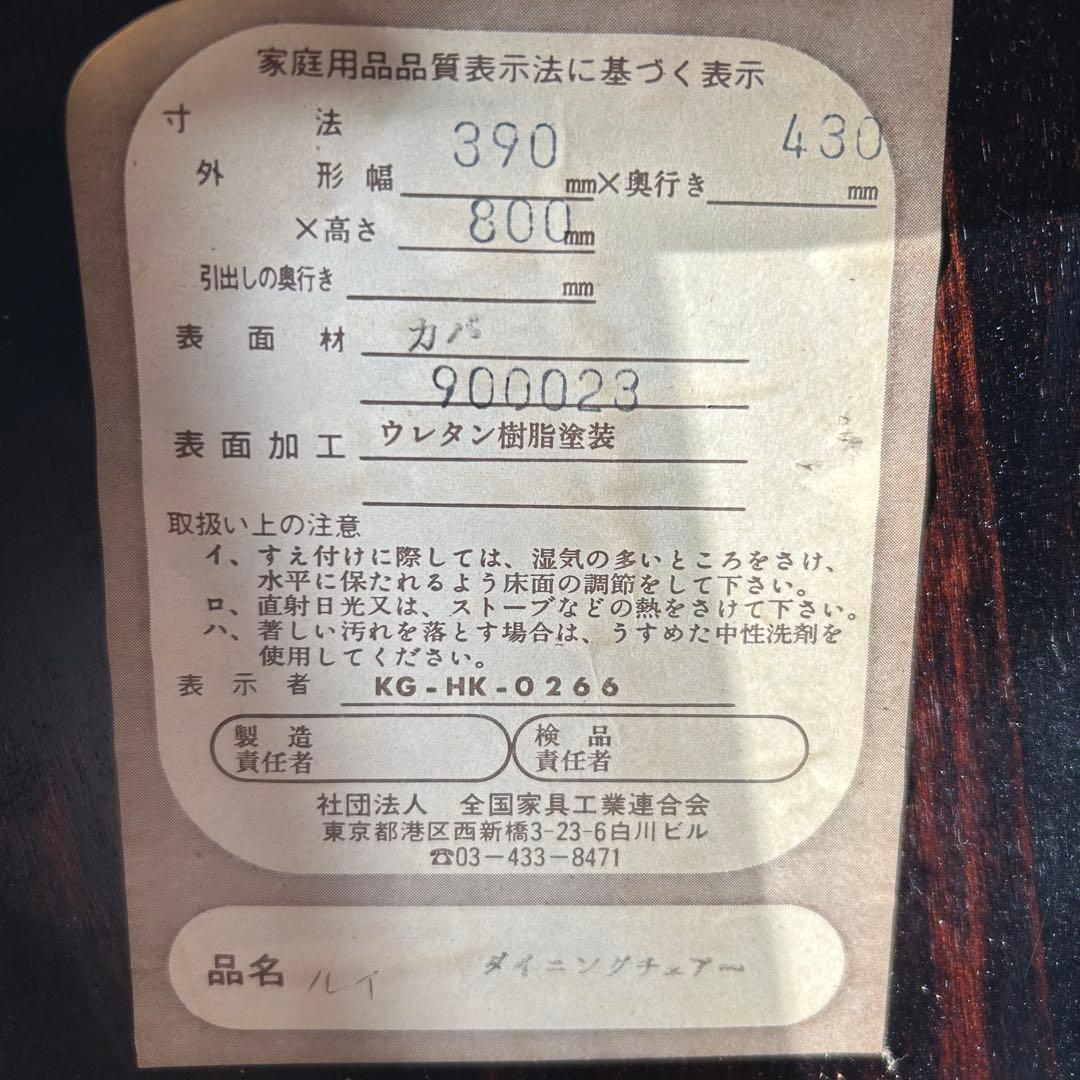 家庭用品品質表示法に基づく表示
寸法
外形 幅 390 mm×奥行き 430 mm
×高さ 800 mm
引出しの奥行き mm
表面材 カバ
900023
表面加工 ウレタン樹脂塗装
取扱い上の注意
イ、すえ付けに際しては、湿気の多いところをさけ、
水平に保たれるよう床面の調節をして下さい。
ロ、直射日光又は、ストーブなどの熱をさけて下さい。
ハ、著しい汚れを落とす場合は、うすめた中性洗剤を
使用してください。
表示者 KG-HK-0266
製造
責任者
検品
責任者
社団法人 全国家具工業連合会
東京都港区西新橋3-23-6白川ビル
☎03-433-8471
品名 ルイ ダイニングチェアー